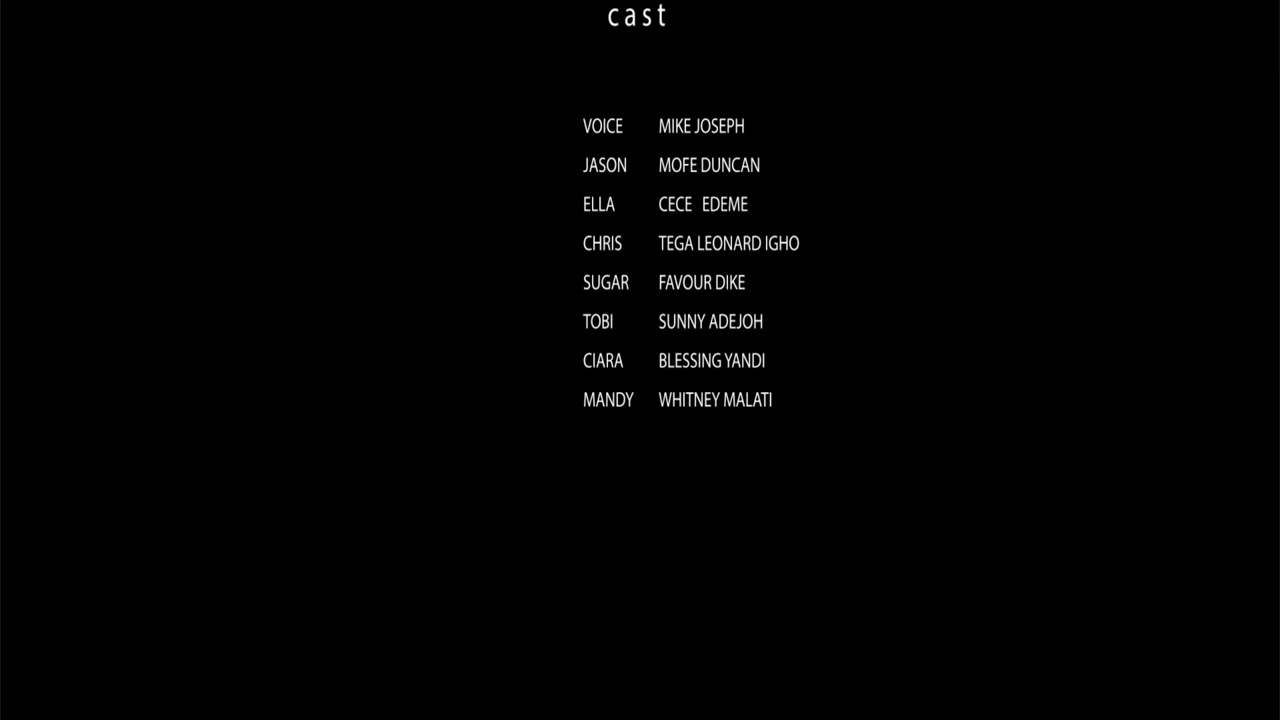 cast
VOICE MIKE JOSEPH
JASON MOFE DUNCAN
ELLA CECE EDEME
CHRIS TEGA LEONARD IGHO
SUGAR FAVOUR DIKE
TOBI SUNNY ADEJOH
CIARA BLESSING YANDI
MANDY WHITNEY MALATI